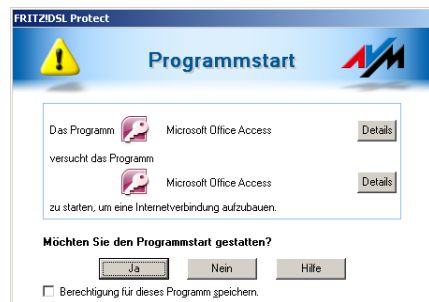 FRITZ!DSL Protect
Programmstart
AVM
Das Programm Microsoft Office Access Details
versucht das Programm
Microsoft Office Access Details
zu starten, um eine Internetverbindung aufzubauen.
Möchten Sie den Programmstart gestatten?
Ja Nein Hilfe
Berechtigung für dieses Programm speichern.